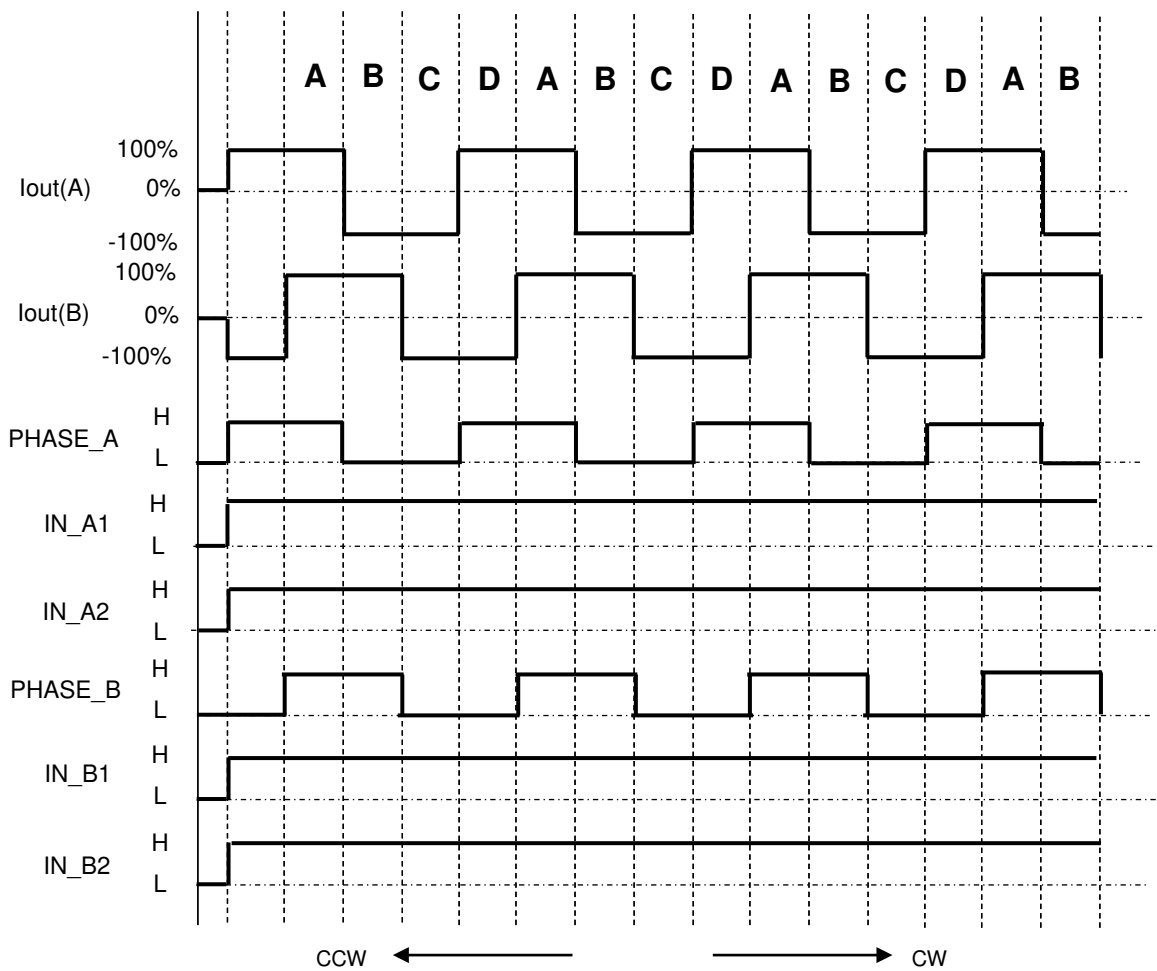 A B C D A B C D A B C D A B
100%
Iout(A) 0%
-100%
100%
Iout(B) 0%
-100%
H
PHASE_A
L
H
IN_A1
L
H
IN_A2
L
H
PHASE_B
L
H
IN_B1
L
H
IN_B2
L
CCW CW